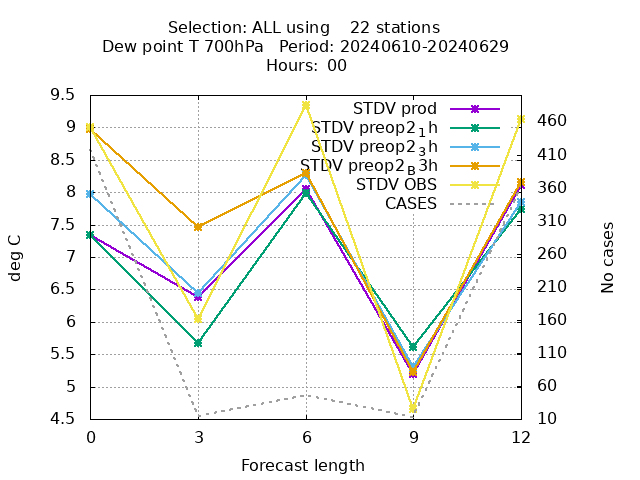 Selection: ALL using    22 stations
Dew point T 700hPa   Period: 20240610-20240629
Hours: 00
9.5
9
8.5
8
7.5
7
6.5
6
5.5
5
4.5
deg C
STDV prod
STDV preop2_1h
STDV preop2_3h
STDV preop2_B3h
STDV OBS
CASES
460
410
360
310
260
210
160
110
60
10
No cases
0 3 6 9 12
Forecast length